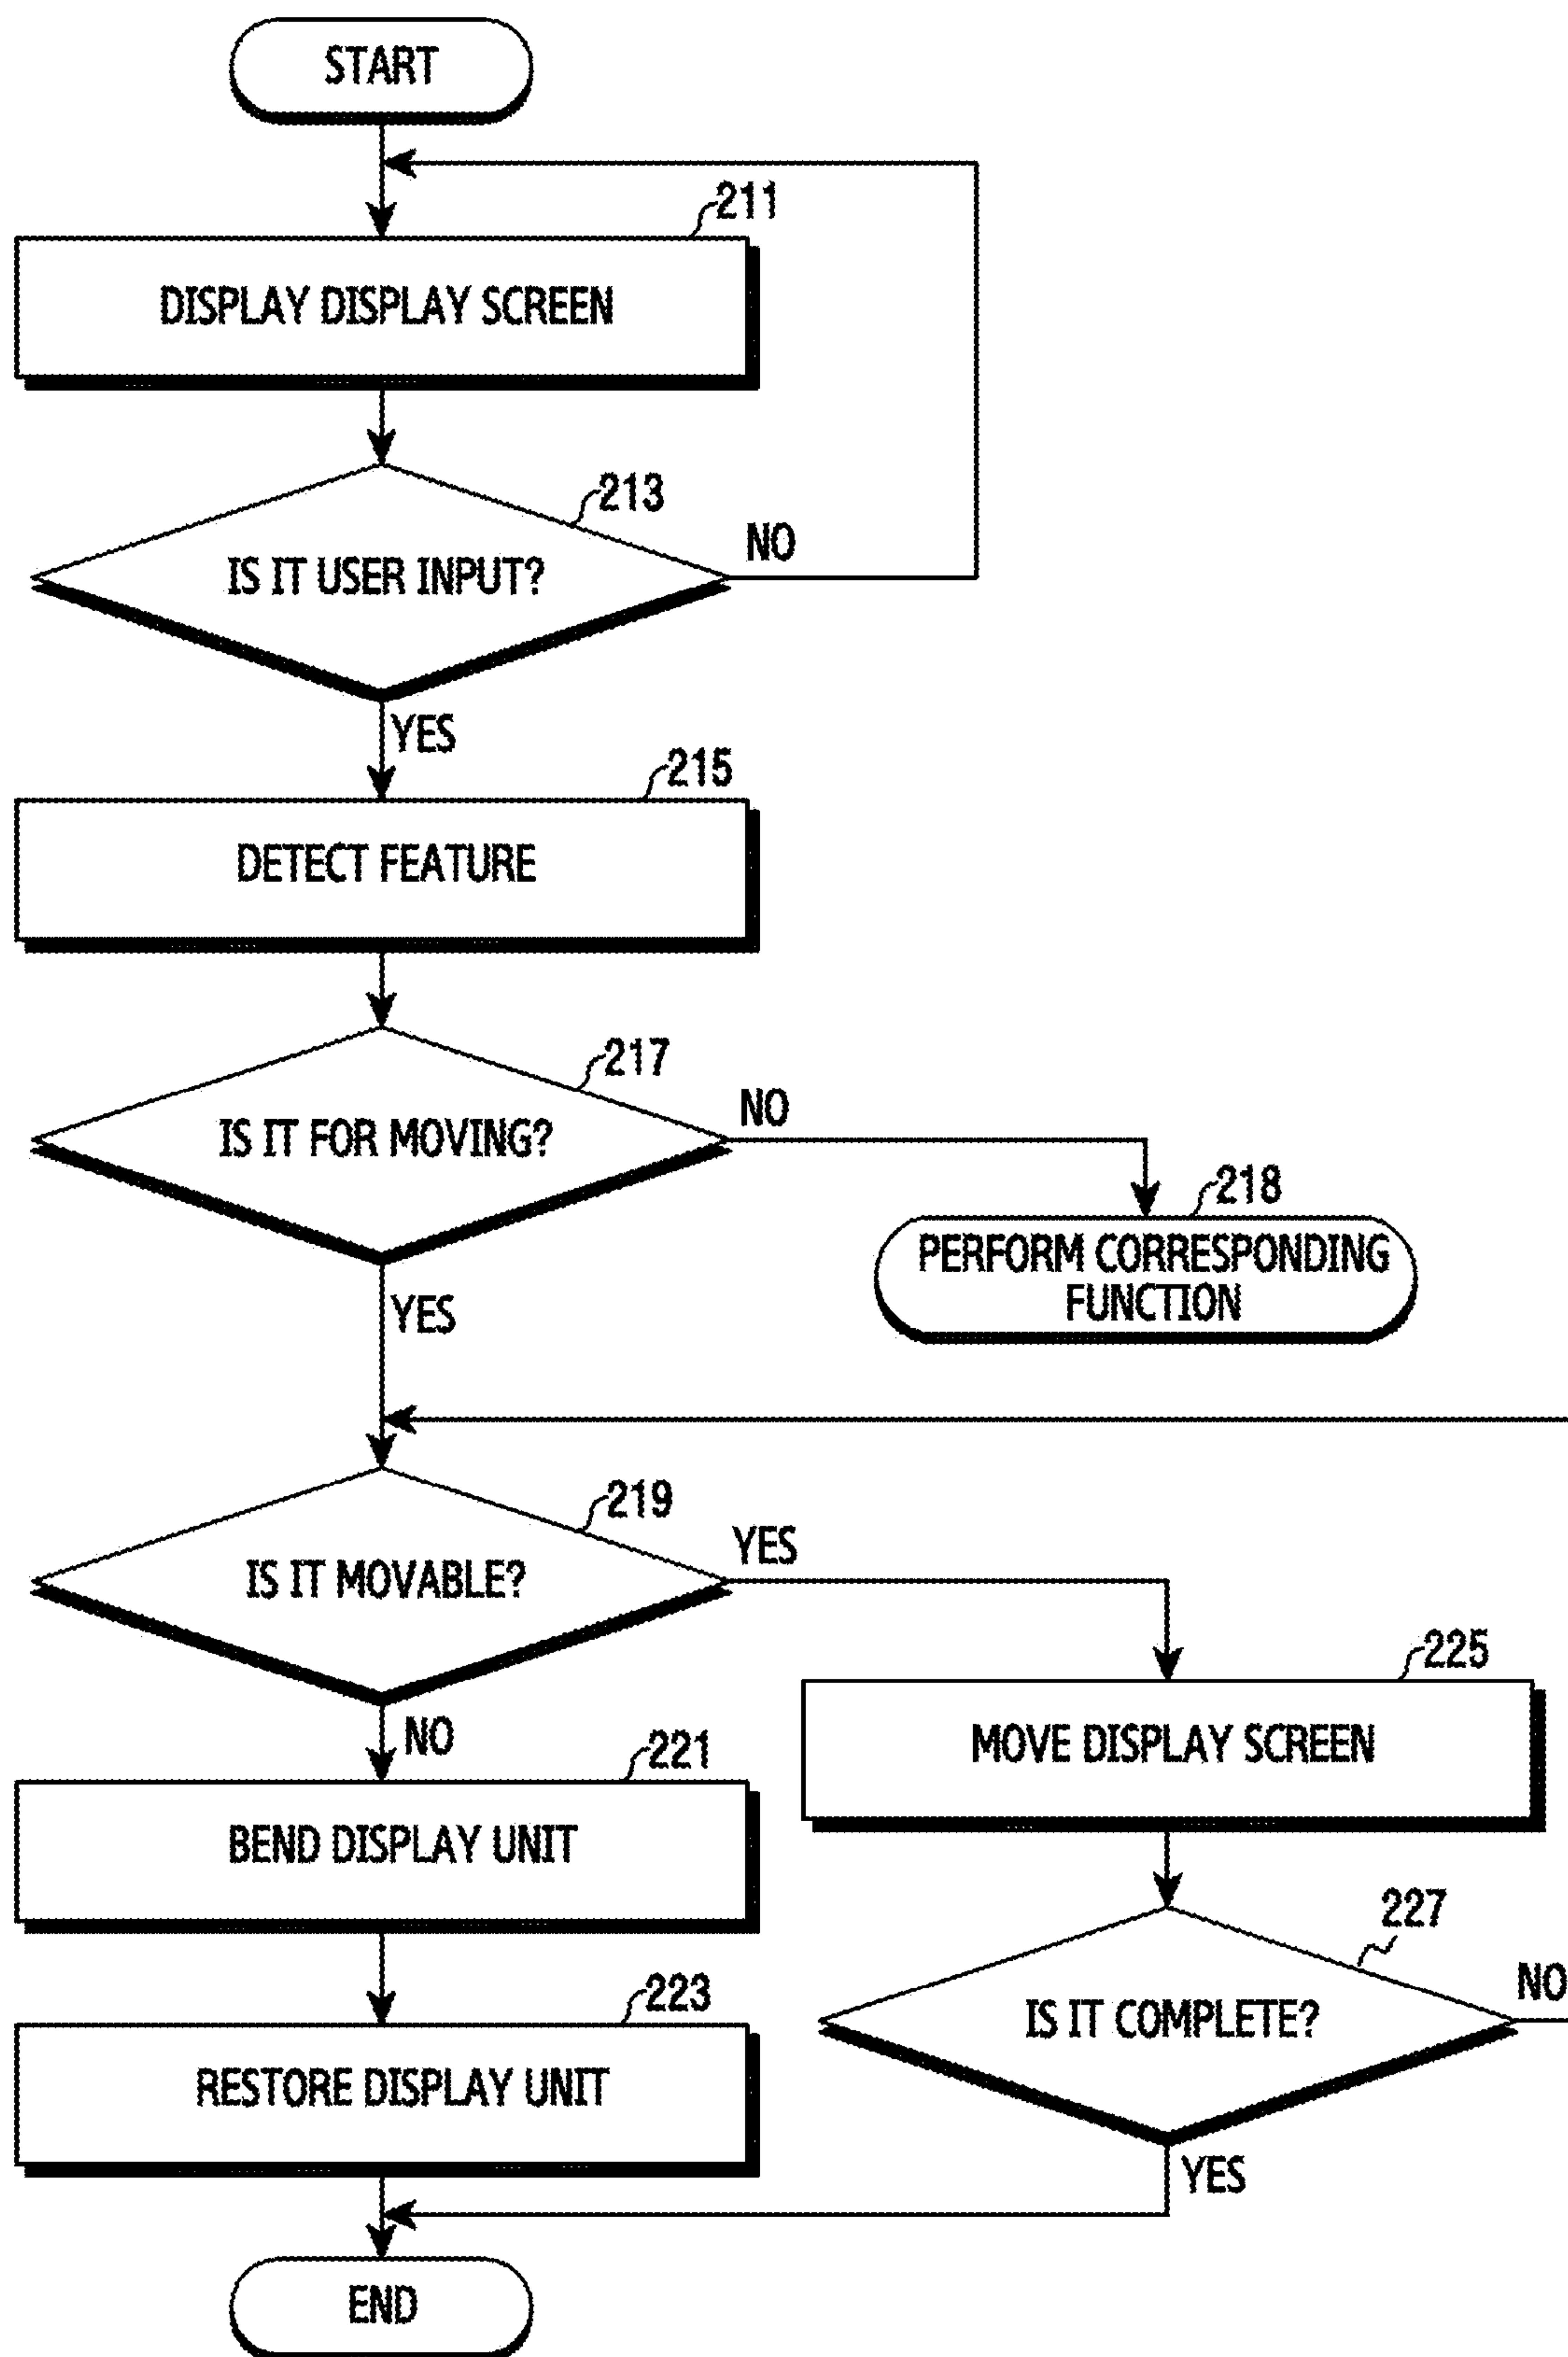 START
211
DISPLAY DISPLAY SCREEN
213
IS IT USER INPUT?
NO
YES
215
DETECT FEATURE
217
IS IT FOR MOVING?
NO
218
PERFORM CORRESPONDING
FUNCTION
YES
219
IS IT MOVABLE?
YES
NO
221
BEND DISPLAY UNIT
223
RESTORE DISPLAY UNIT
225
MOVE DISPLAY SCREEN
227
IS IT COMPLETE?
NO
YES
END